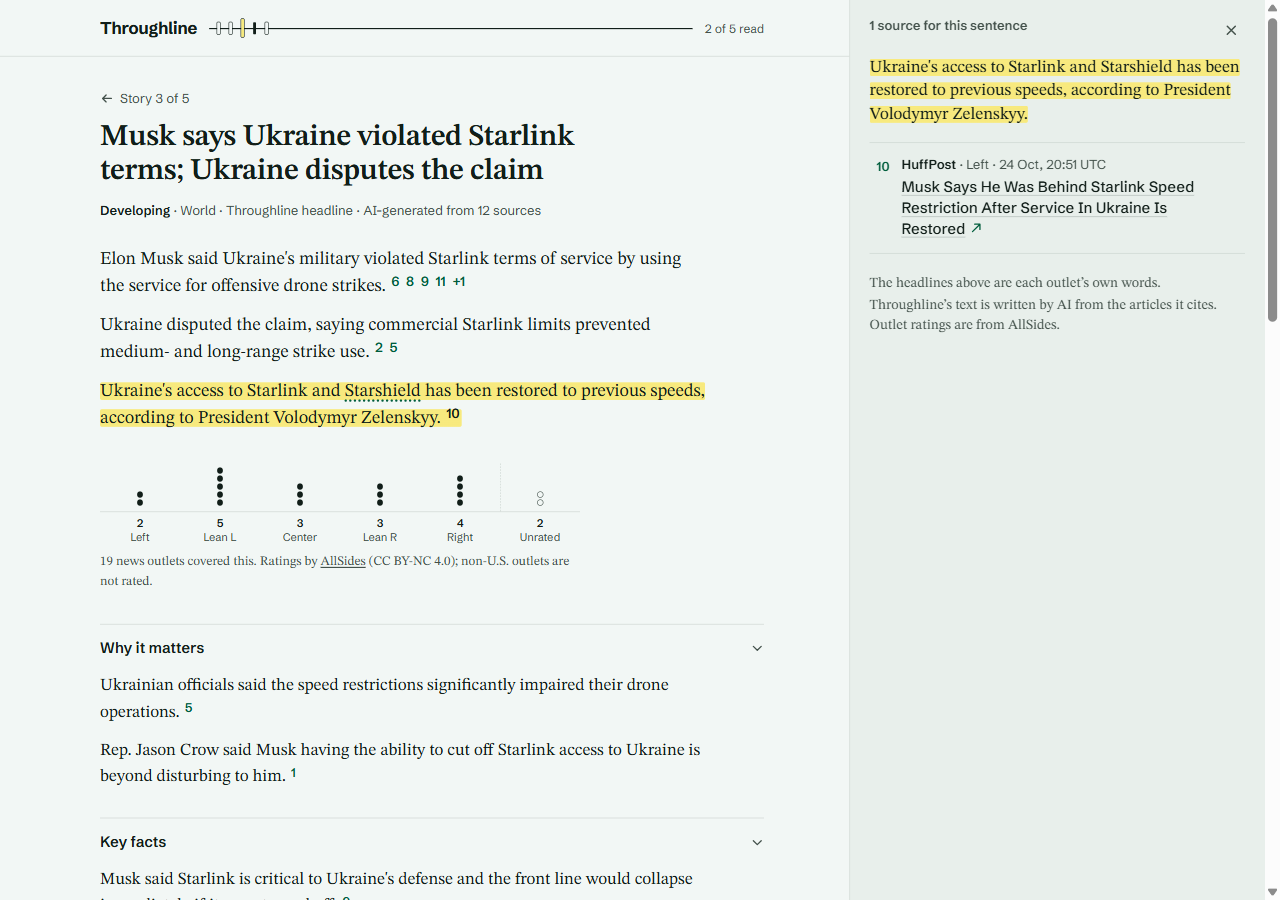 Throughline
2 of 5 read
← Story 3 of 5
Musk says Ukraine violated Starlink
terms; Ukraine disputes the claim
Developing · World · Throughline headline · AI-generated from 12 sources
Elon Musk said Ukraine's military violated Starlink terms of service by using
the service for offensive drone strikes. 6 8 9 11 +1
Ukraine disputed the claim, saying commercial Starlink limits prevented
medium- and long-range strike use. 2 5
Ukraine's access to Starlink and Starshield has been restored to previous speeds,
according to President Volodymyr Zelenskyy. 10
2 5 3 3 4 2
Left Lean L Center Lean R Right Unrated
19 news outlets covered this. Ratings by AllSides (CC BY-NC 4.0); non-U.S. outlets are
not rated.
Why it matters
Ukrainian officials said the speed restrictions significantly impaired their drone
operations. 5
Rep. Jason Crow said Musk having the ability to cut off Starlink access to Ukraine is
beyond disturbing to him. 1
Key facts
Musk said Starlink is critical to Ukraine's defense and the front line would collapse
1 source for this sentence
Ukraine's access to Starlink and Starshield has been
restored to previous speeds, according to President
Volodymyr Zelenskyy.
10 HuffPost · Left · 24 Oct, 20:51 UTC
Musk Says He Was Behind Starlink Speed
Restriction After Service In Ukraine Is
Restored ↗
The headlines above are each outlet’s own words.
Throughline’s text is written by AI from the articles it cites.
Outlet ratings are from AllSides.